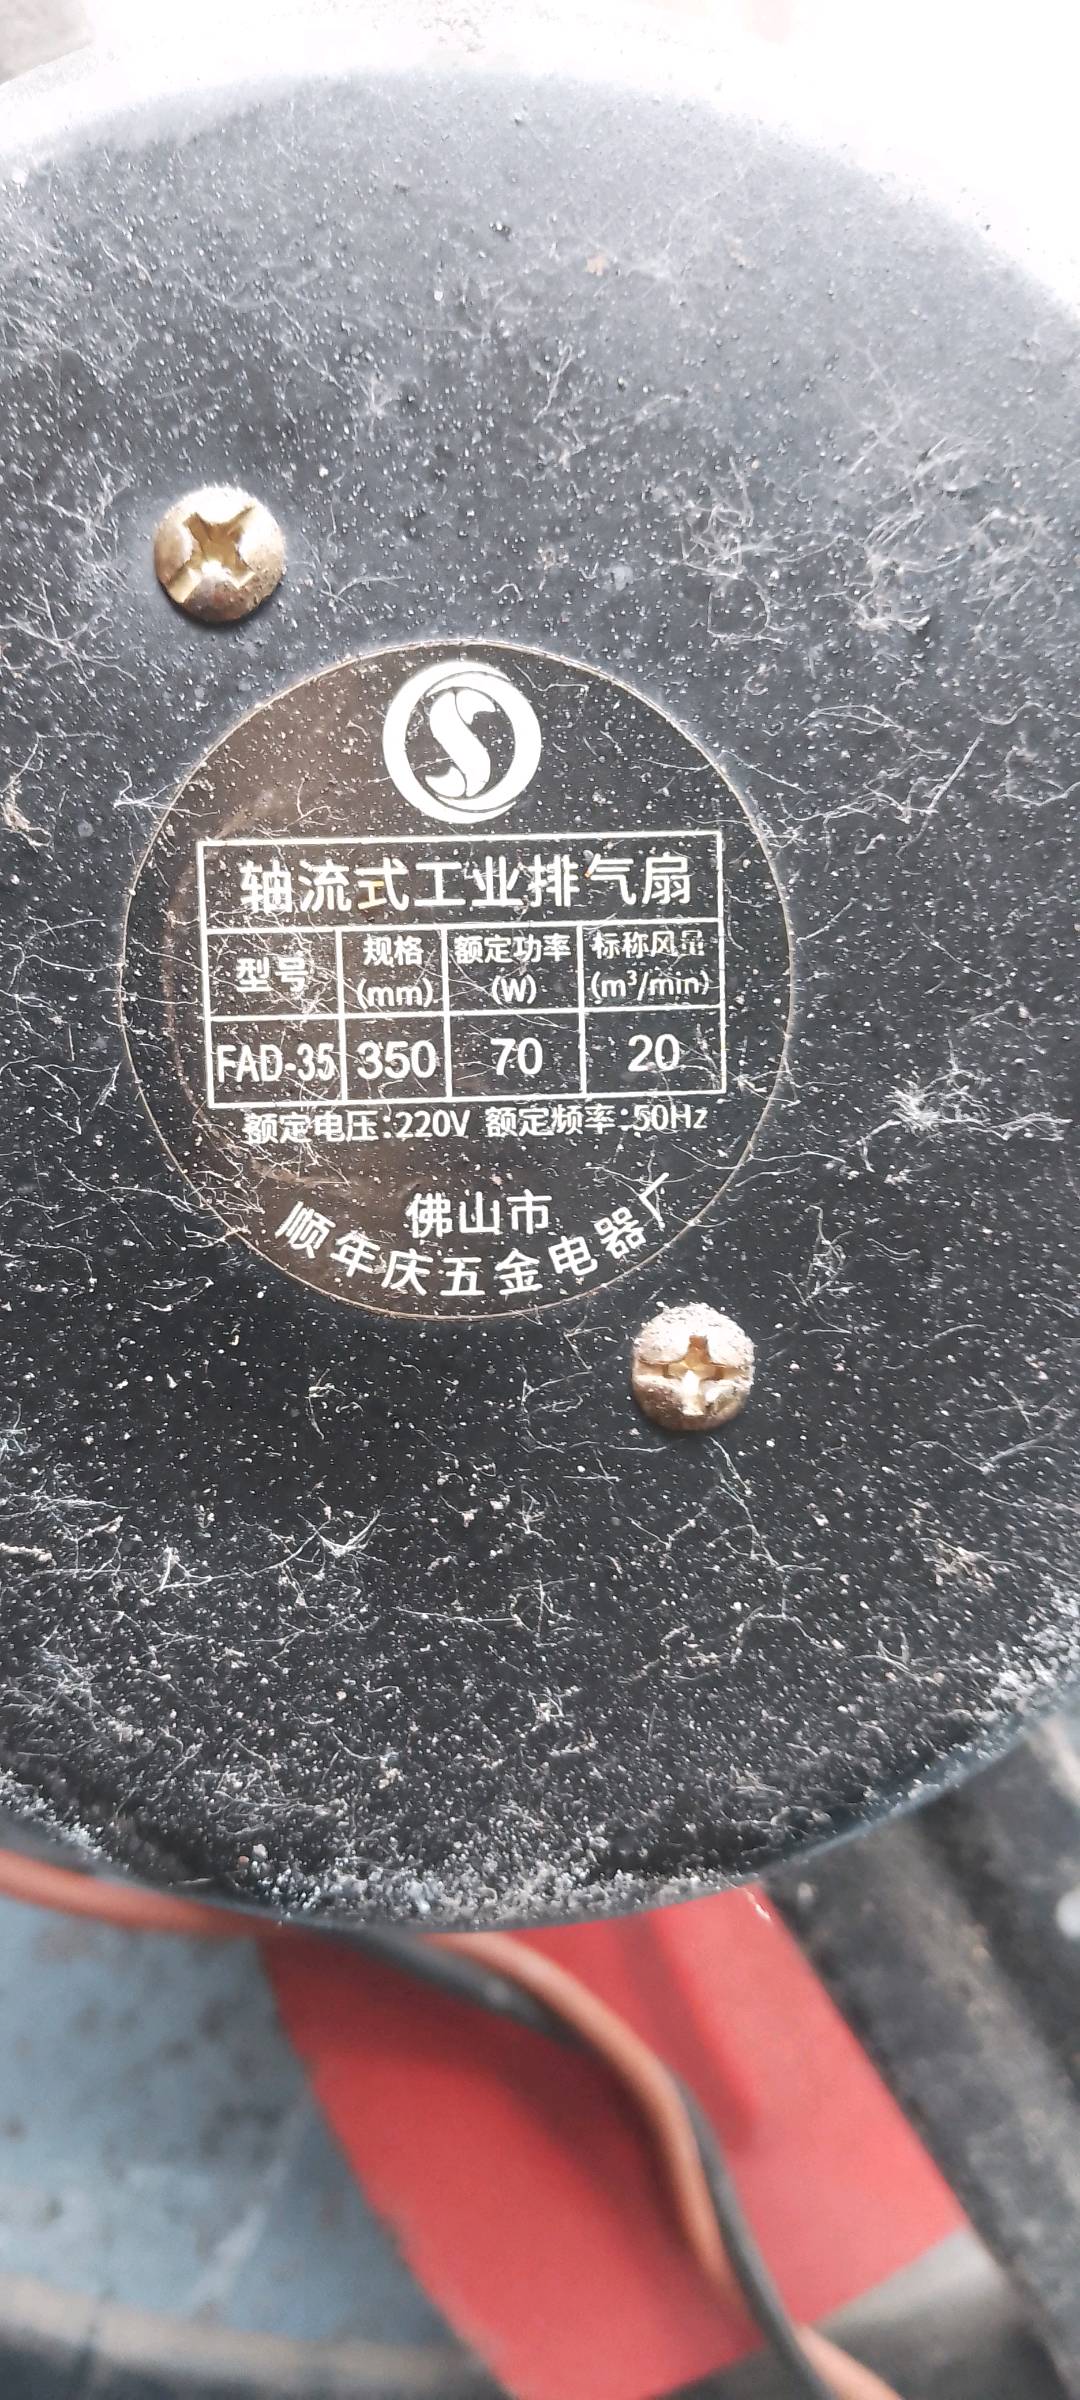 轴流式工业排气扇
型号 规格 额定功率 标称风量
(mm) (W) (m³/min)
FAD-35 350 70 20
额定电压:220V 额定频率:50Hz
佛山市
顺年庆五金电器厂